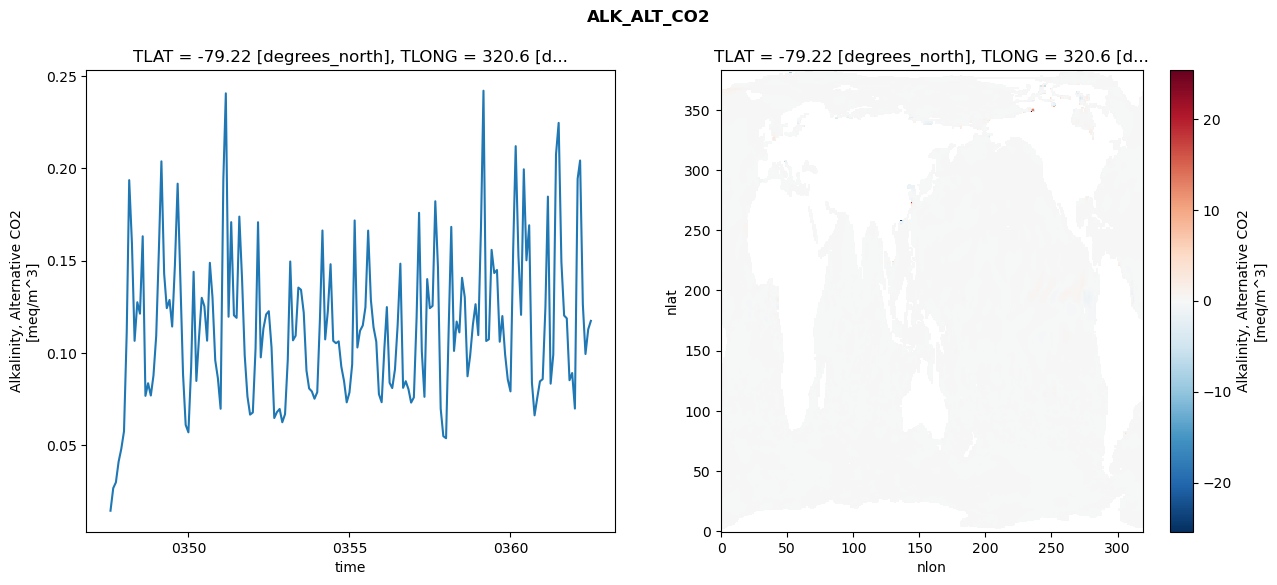 ALK_ALT_CO2
TLAT = -79.22 [degrees_north], TLONG = 320.6 [d...
0.25
0.20
0.15
0.10
0.05
Alkalinity, Alternative CO2
[meq/m^3]
0350
0355
0360
time
TLAT = -79.22 [degrees_north], TLONG = 320.6 [d...
350
300
250
200
150
100
50
0
nlat
0
50
100
150
200
250
300
nlon
20
10
0
−10
−20
Alkalinity, Alternative CO2
[meq/m^3]